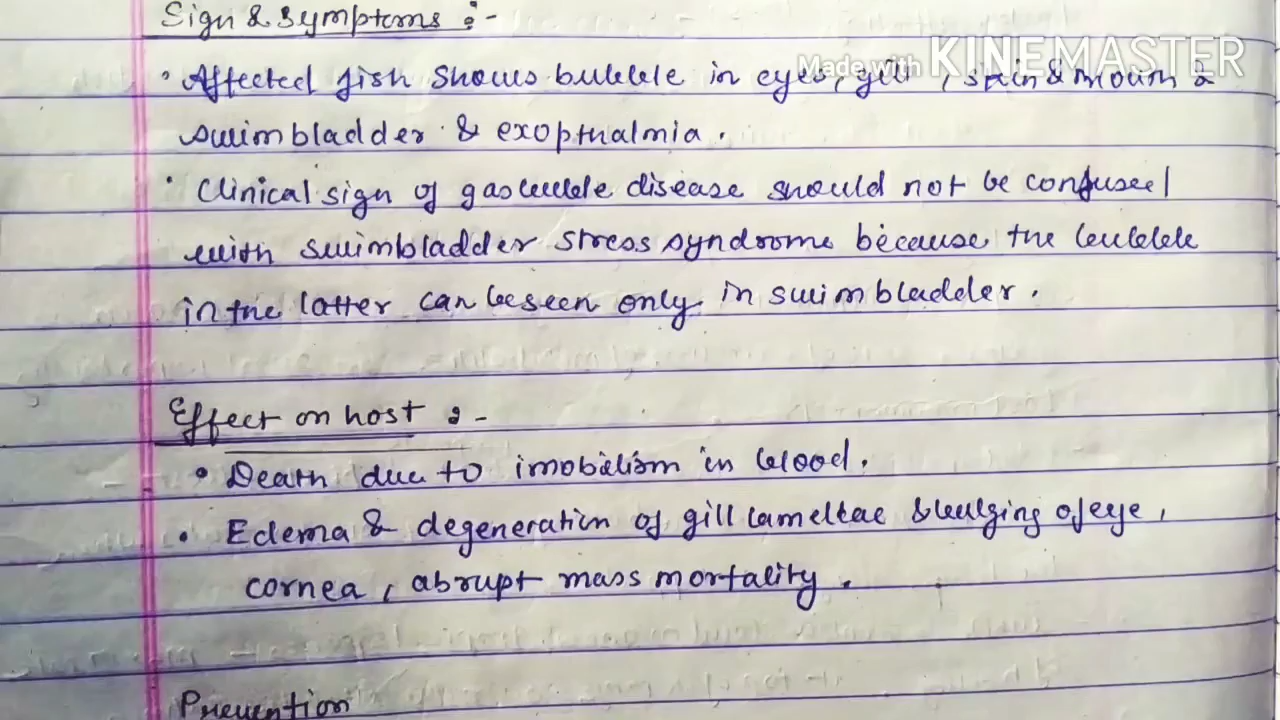 Sign & Symptoms :-
Made with KINEMASTER
• Affected fish shows bubble in eyes, gill, skin & mouth &
swimbladder & exopthalmia.
• Clinical sign of gas bubble disease should not be confused
with swimbladder stress syndrome because the bubble
in the latter can be seen only in swimbladder.
Effect on host :-
• Death due to imobalism in blood.
• Edema & degeneration of gill lamellae & bulging of eye,
cornea, abrupt mass mortality.
Prevention